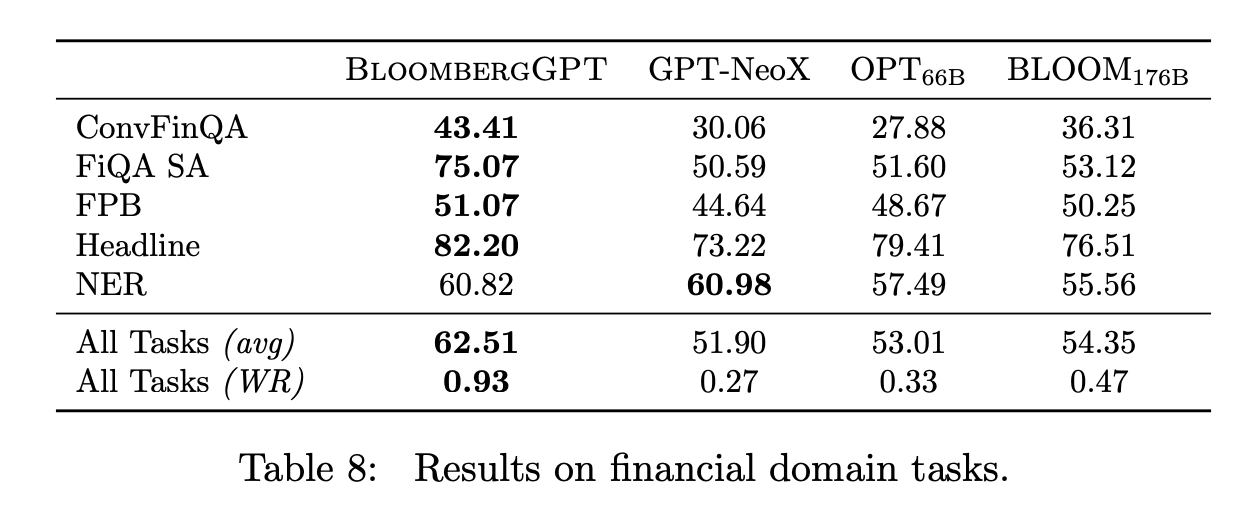 BLOOMBERGGPT GPT-NeoX OPT66B BLOOM176B
ConvFinQA 43.41 30.06 27.88 36.31
FiQA SA 75.07 50.59 51.60 53.12
FPB 51.07 44.64 48.67 50.25
Headline 82.20 73.22 79.41 76.51
NER 60.82 60.98 57.49 55.56
All Tasks (avg) 62.51 51.90 53.01 54.35
All Tasks (WR) 0.93 0.27 0.33 0.47
Table 8: Results on financial domain tasks.